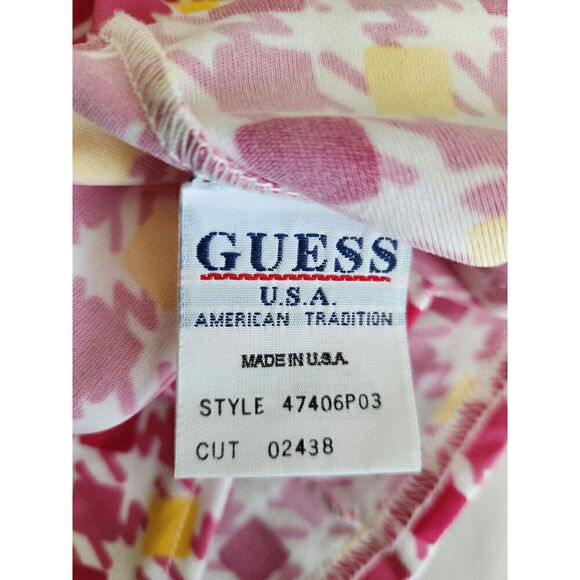 GUESS
U.S.A.
AMERICAN TRADITION
MADE IN U.S.A.
STYLE 47406P03
CUT 02438